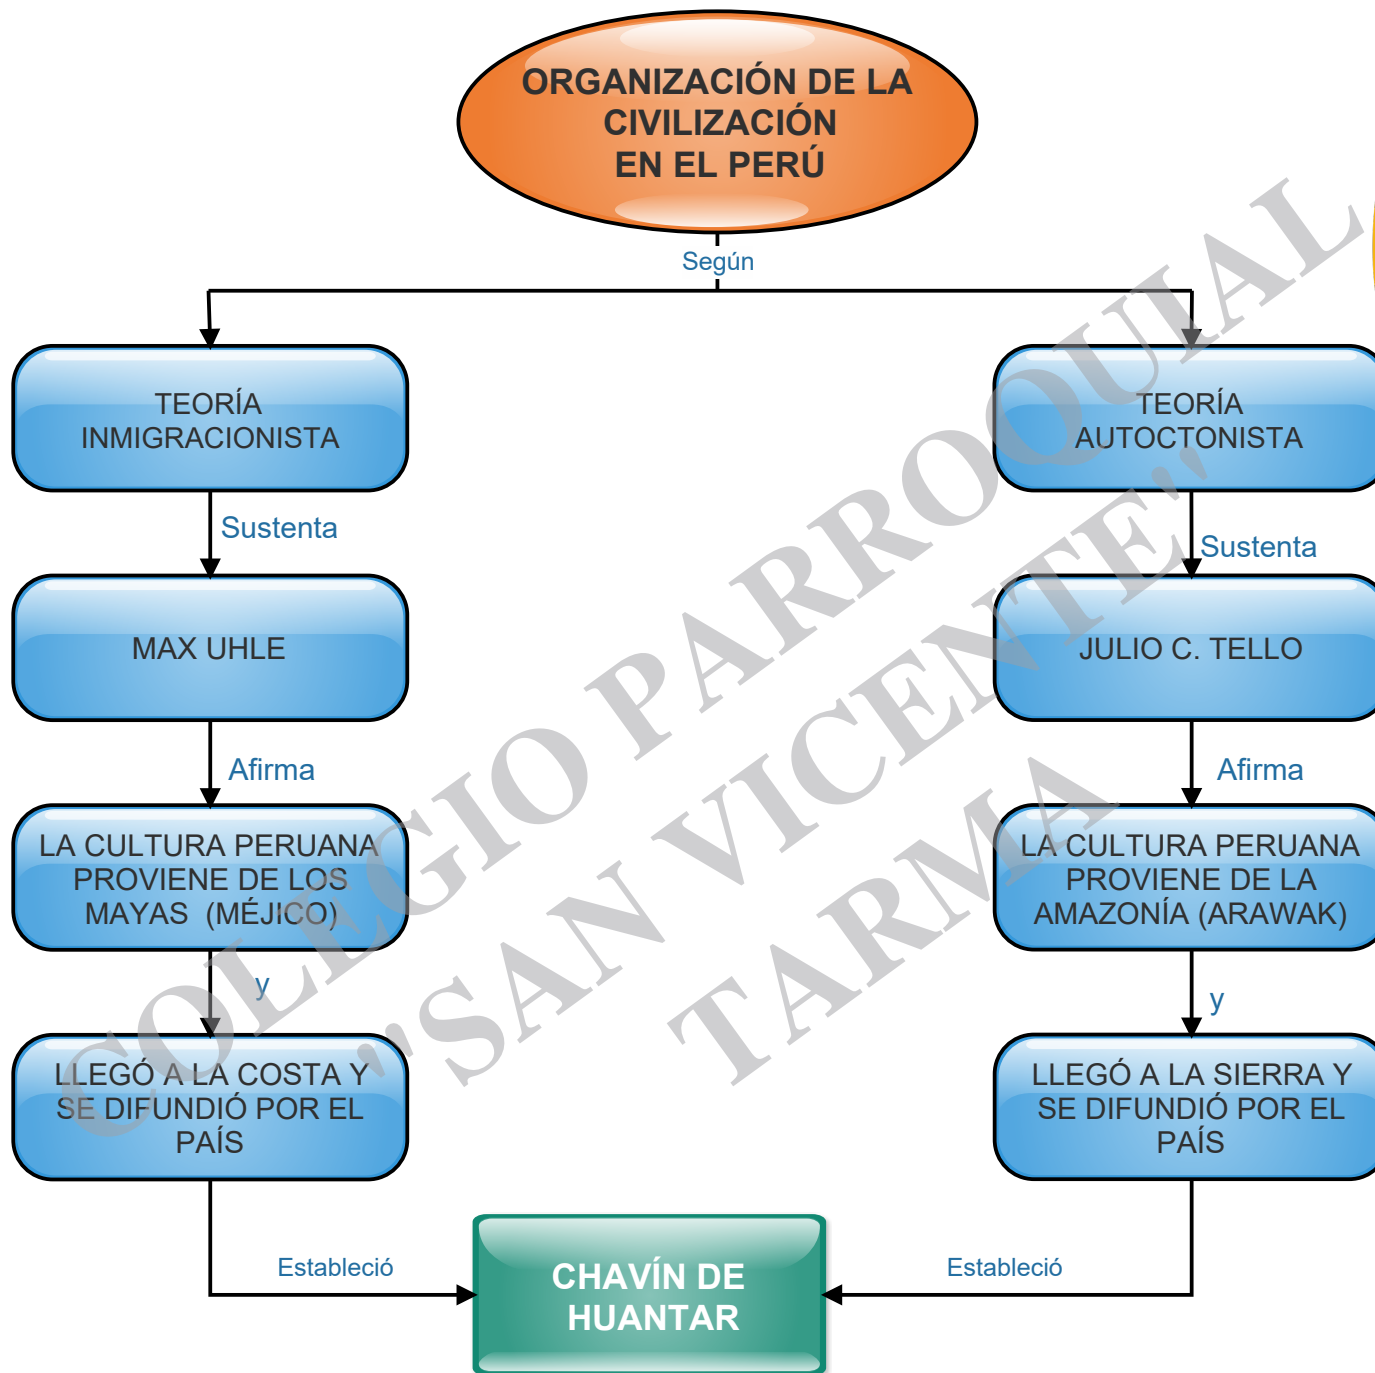 ORGANIZACIÓN DE LA
CIVILIZACIÓN
EN EL PERÚ
Según
TEORÍA
INMIGRACIONISTA
Sustenta
MAX UHLE
Afirma
LA CULTURA PERUANA
PROVIENE DE LOS
MAYAS (MÉJICO)
y
LLEGÓ A LA COSTA Y
SE DIFUNDIÓ POR EL
PAÍS
Estableció
TEORÍA
AUTOCTONISTA
Sustenta
JULIO C. TELLO
Afirma
LA CULTURA PERUANA
PROVIENE DE LA
AMAZONÍA (ARAWAK)
y
LLEGÓ A LA SIERRA Y
SE DIFUNDIÓ POR EL
PAÍS
Estableció
CHAVÍN DE
HUANTAR
COLEGIO PARROQUIAL
"SAN VICENTE"
TARMA